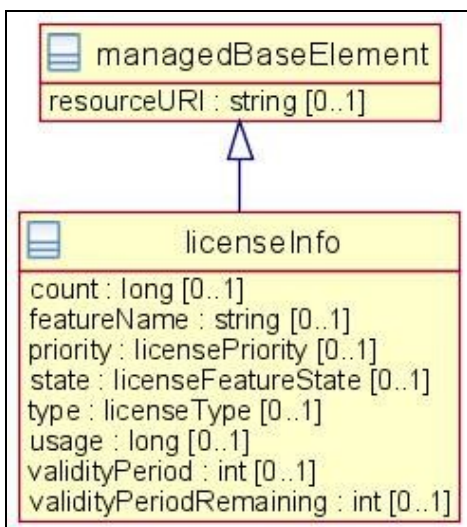 managedBaseElement
resourceURI : string [0..1]
licenseInfo
count : long [0..1]
featureName : string [0..1]
priority : licensePriority [0..1]
state : licenseFeatureState [0..1]
type : licenseType [0..1]
usage : long [0..1]
validityPeriod : int [0..1]
validityPeriodRemaining : int [0..1]